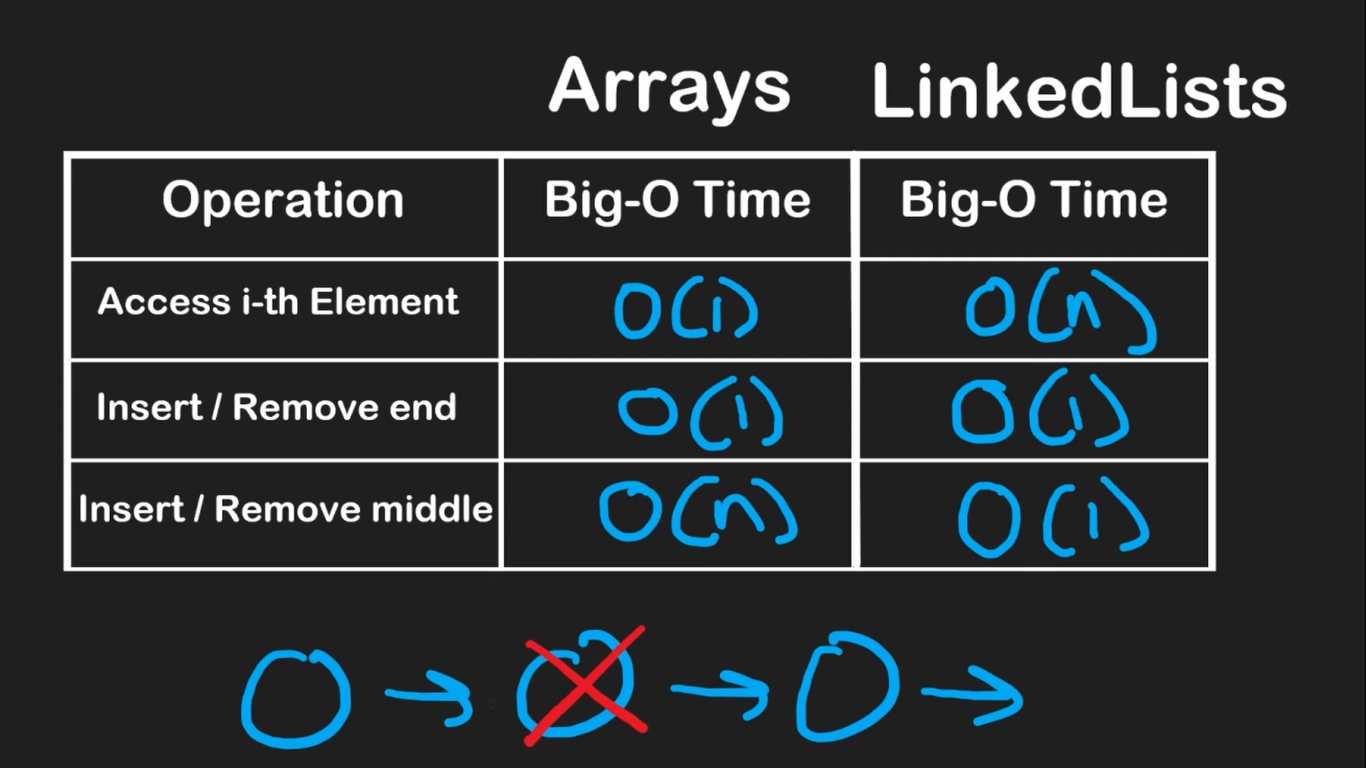 Arrays LinkedLists
Operation Big-O Time Big-O Time
Access i-th Element O(1) O(n)
Insert / Remove end O(1) O(1)
Insert / Remove middle O(n) O(1)